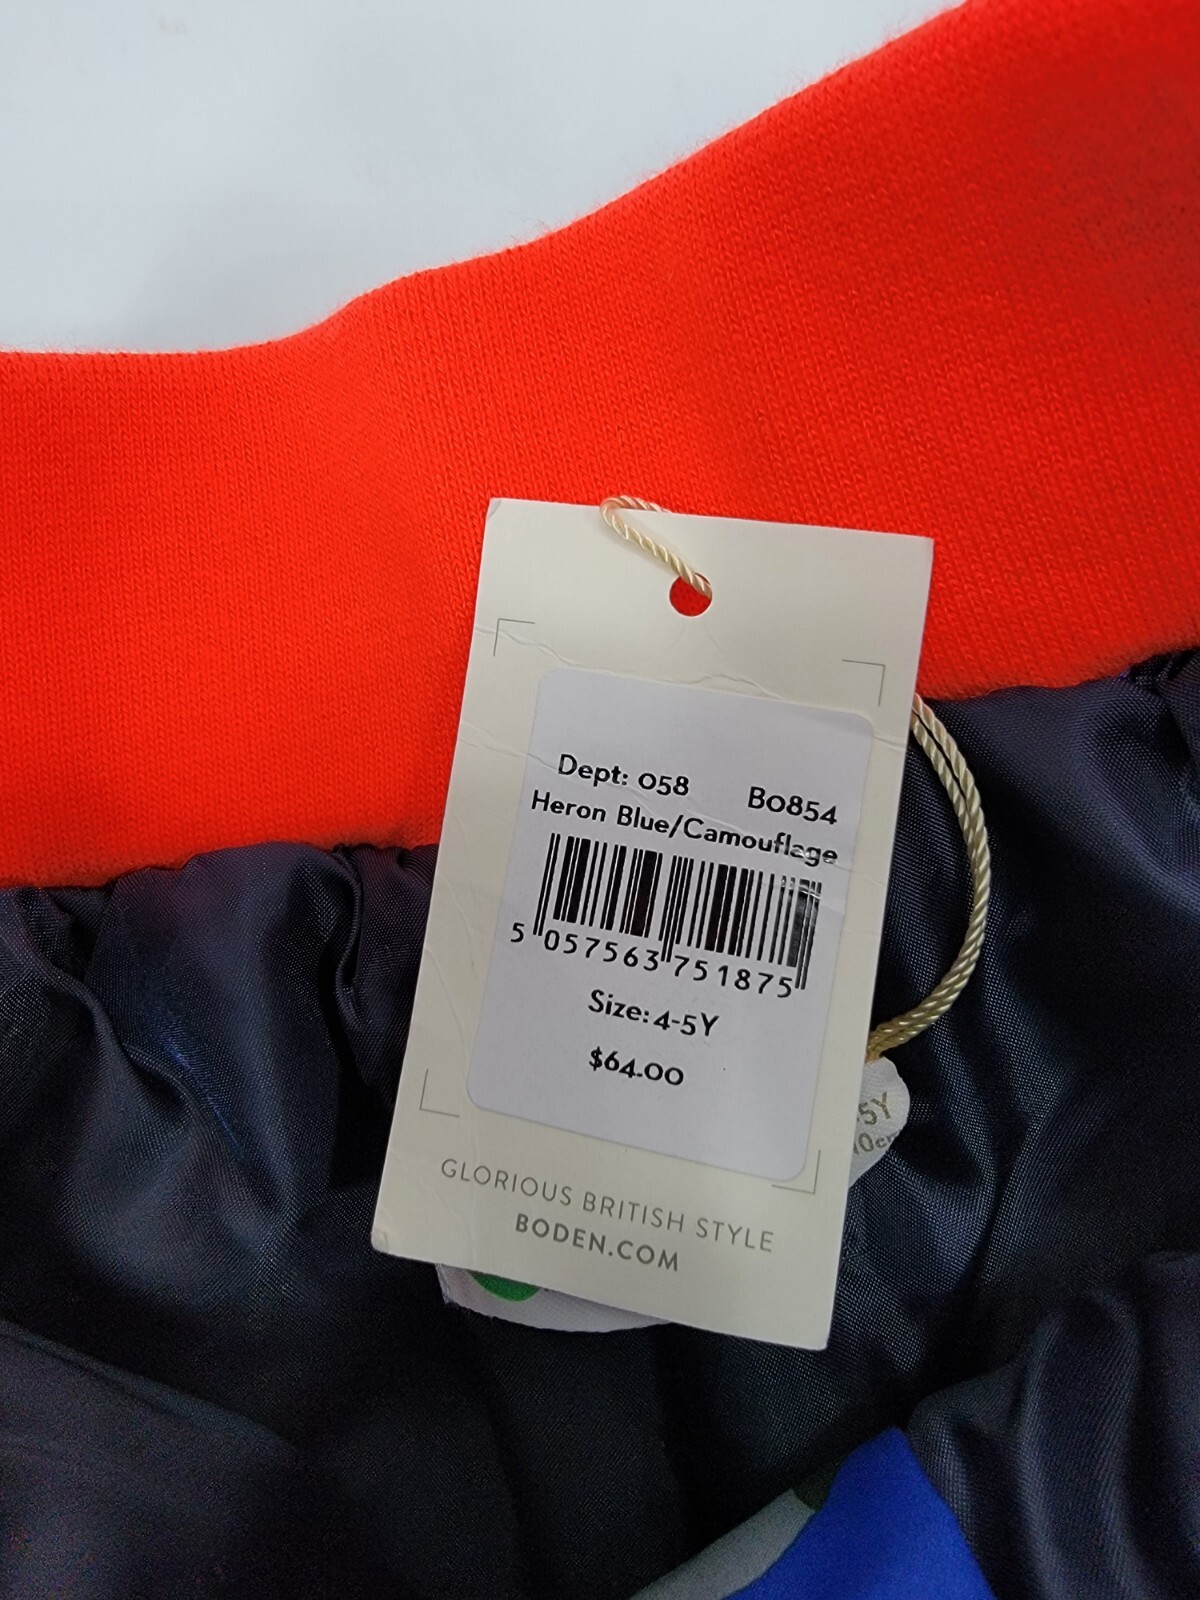 Dept: 058 B0854
Heron Blue/Camouflage
5 057563 751875
Size: 4-5Y
$64.00
5Y
GLORIOUS BRITISH STYLE
BODEN.COM